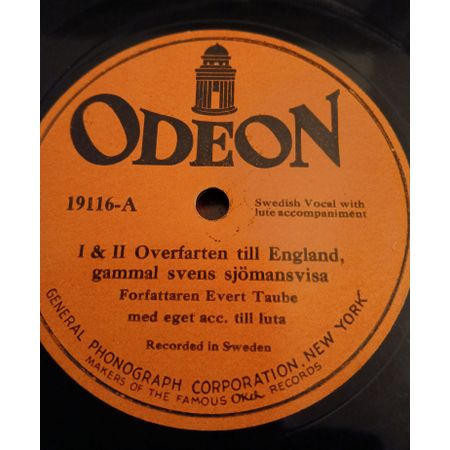 ODEON
19116-A
Swedish Vocal with
lute accompaniment
I & II Overfarten till England,
gammal svens sjömansvisa
Forfattaren Evert Taube
med eget acc. till luta
Recorded in Sweden
GENERAL PHONOGRAPH CORPORATION, NEW YORK
MAKERS OF THE FAMOUS OKeh RECORDS